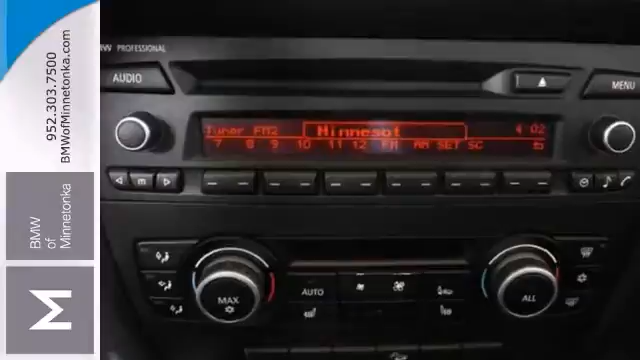 952.303.7500
BMWofMinnetonka.com
BMW
of
Minnetonka
M
BMW PROFESSIONAL
AUDIO
MENU
Tuner FM2 Minnesot 4 02
7 8 9 10 11 12 FM AM SET SC
m
MAX
AUTO
ALL